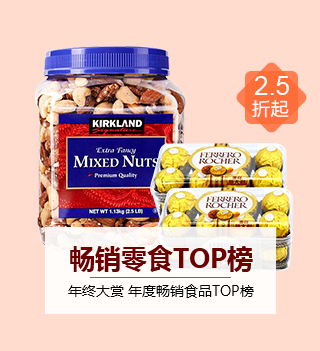 2.5
折起
KIRKLAND
Signature
Extra Fancy
MIXED NUTS
Premium Quality
NET WT 1.13kg (2.5 LB)
FERRERO
ROCHER
FERRERO
ROCHER
畅销零食TOP榜
年终大赏 年度畅销食品TOP榜